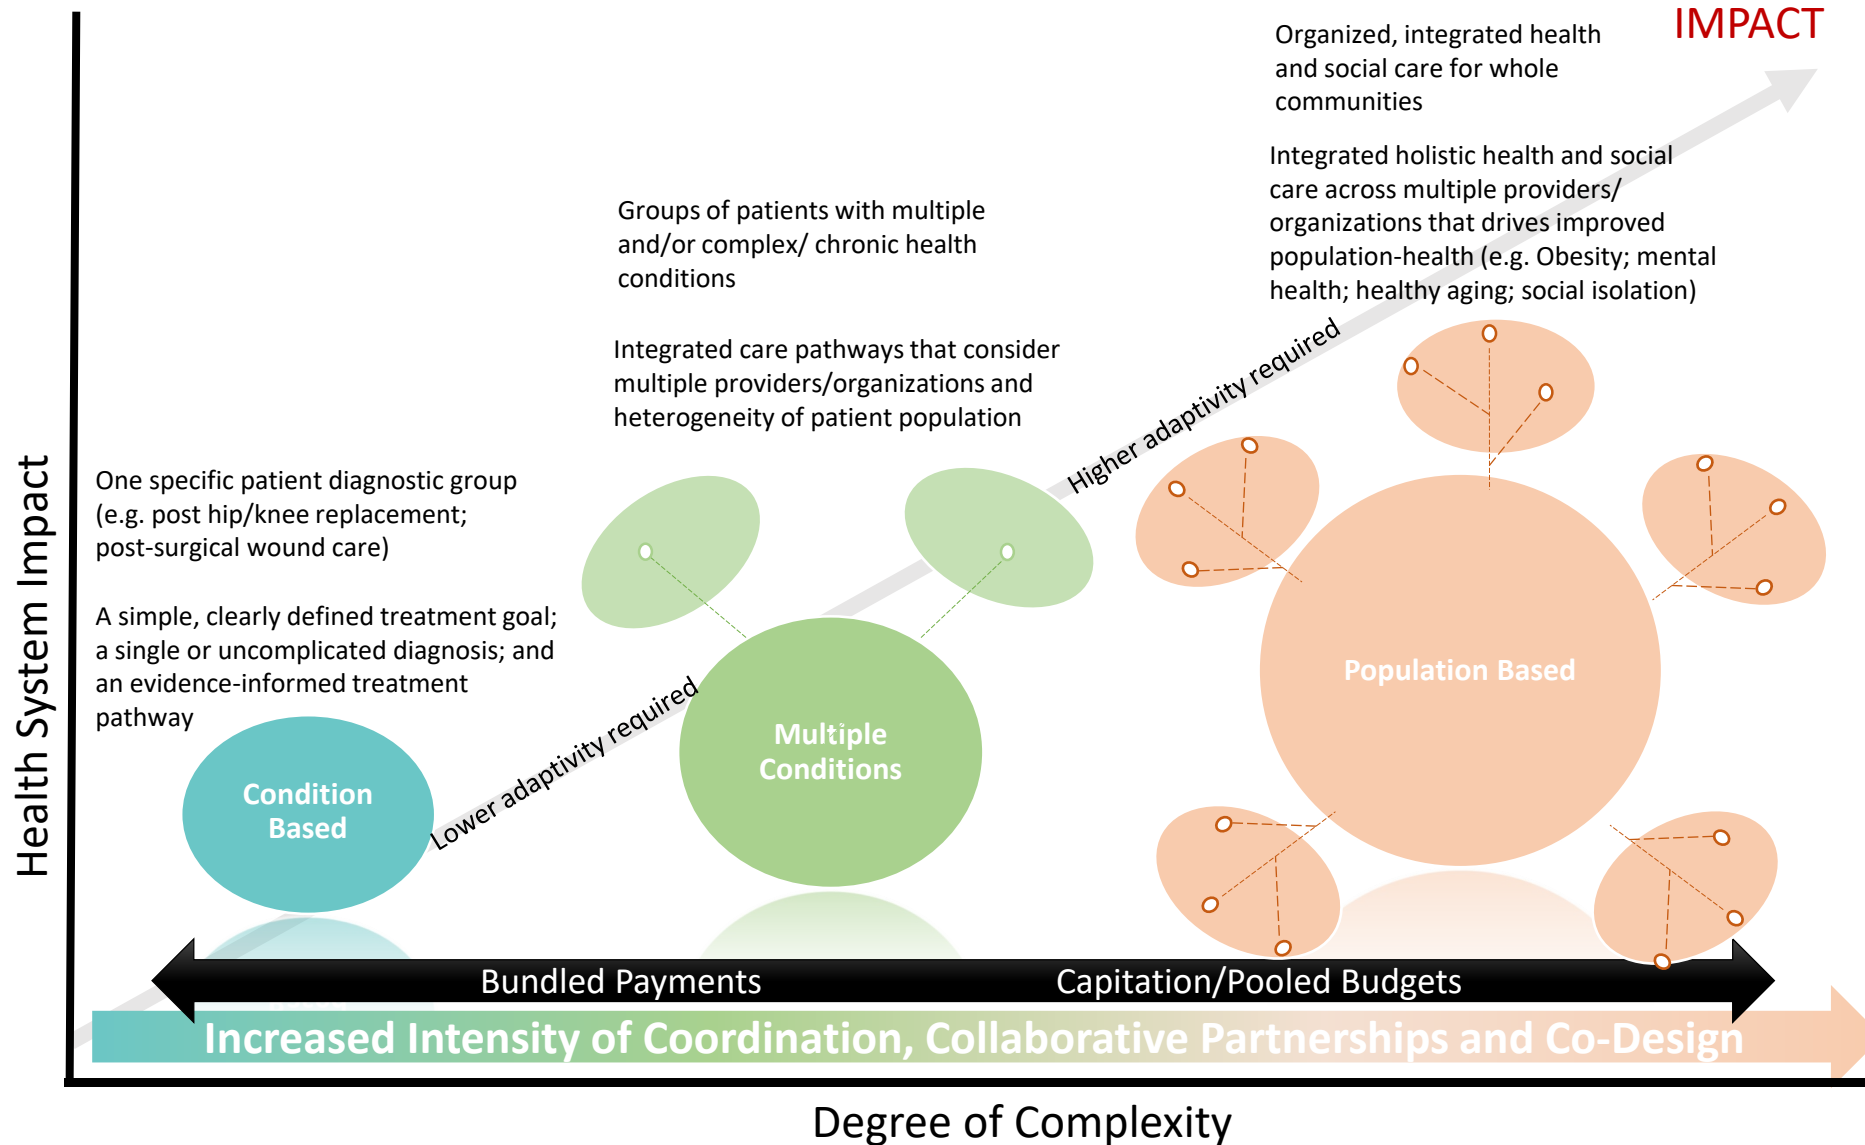 IMPACT
Organized, integrated health
and social care for whole
communities
Integrated holistic health and social
care across multiple providers/
organizations that drives improved
population-health (e.g. Obesity; mental
health; healthy aging; social isolation)
Groups of patients with multiple
and/or complex/ chronic health
conditions
Integrated care pathways that consider
multiple providers/organizations and
heterogeneity of patient population
One specific patient diagnostic group
(e.g. post hip/knee replacement;
post-surgical wound care)
A simple, clearly defined treatment goal;
a single or uncomplicated diagnosis; and
an evidence-informed treatment
pathway
Health System Impact
Lower adaptivity required
Higher adaptivity required
Condition
Based
Multiple
Conditions
Population Based
Bundled Payments
Capitation/Pooled Budgets
Increased Intensity of Coordination, Collaborative Partnerships and Co-Design
Degree of Complexity